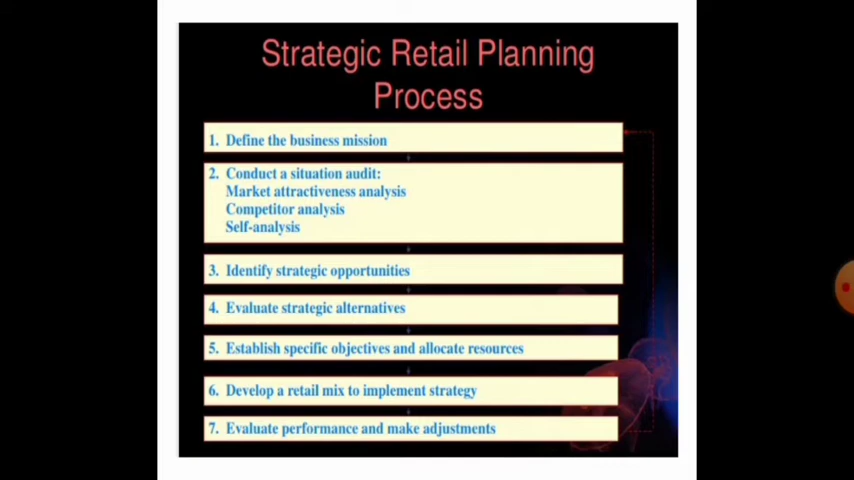 Strategic Retail Planning
Process
1. Define the business mission
2. Conduct a situation audit:
Market attractiveness analysis
Competitor analysis
Self-analysis
3. Identify strategic opportunities
4. Evaluate strategic alternatives
5. Establish specific objectives and allocate resources
6. Develop a retail mix to implement strategy
7. Evaluate performance and make adjustments